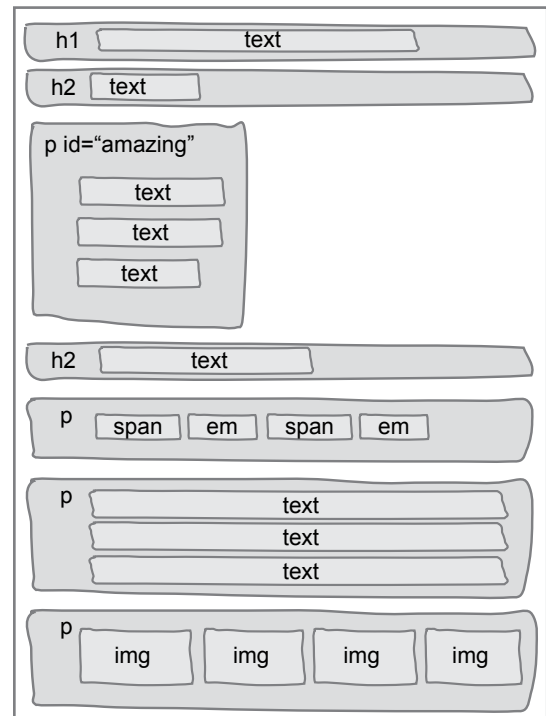 h1 text
h2 text
p id=“amazing”
text
text
text
h2 text
p span em span em
p text
text
text
p
img img img img